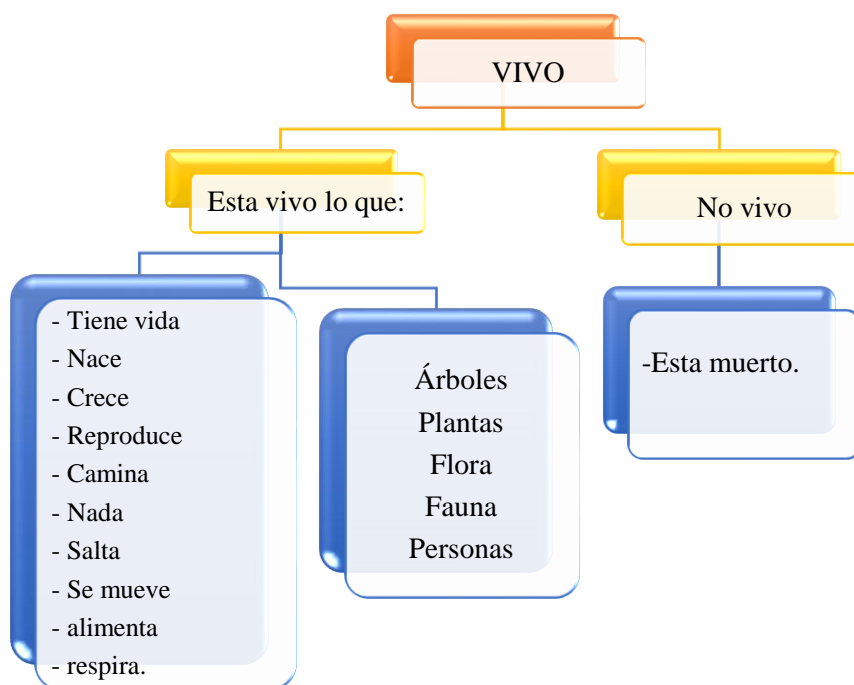 VIVO
Esta vivo lo que:
No vivo
- Tiene vida
- Nace
- Crece
- Reproduce
- Camina
- Nada
- Salta
- Se mueve
- alimenta
- respira.
Árboles
Plantas
Flora
Fauna
Personas
-Esta muerto.